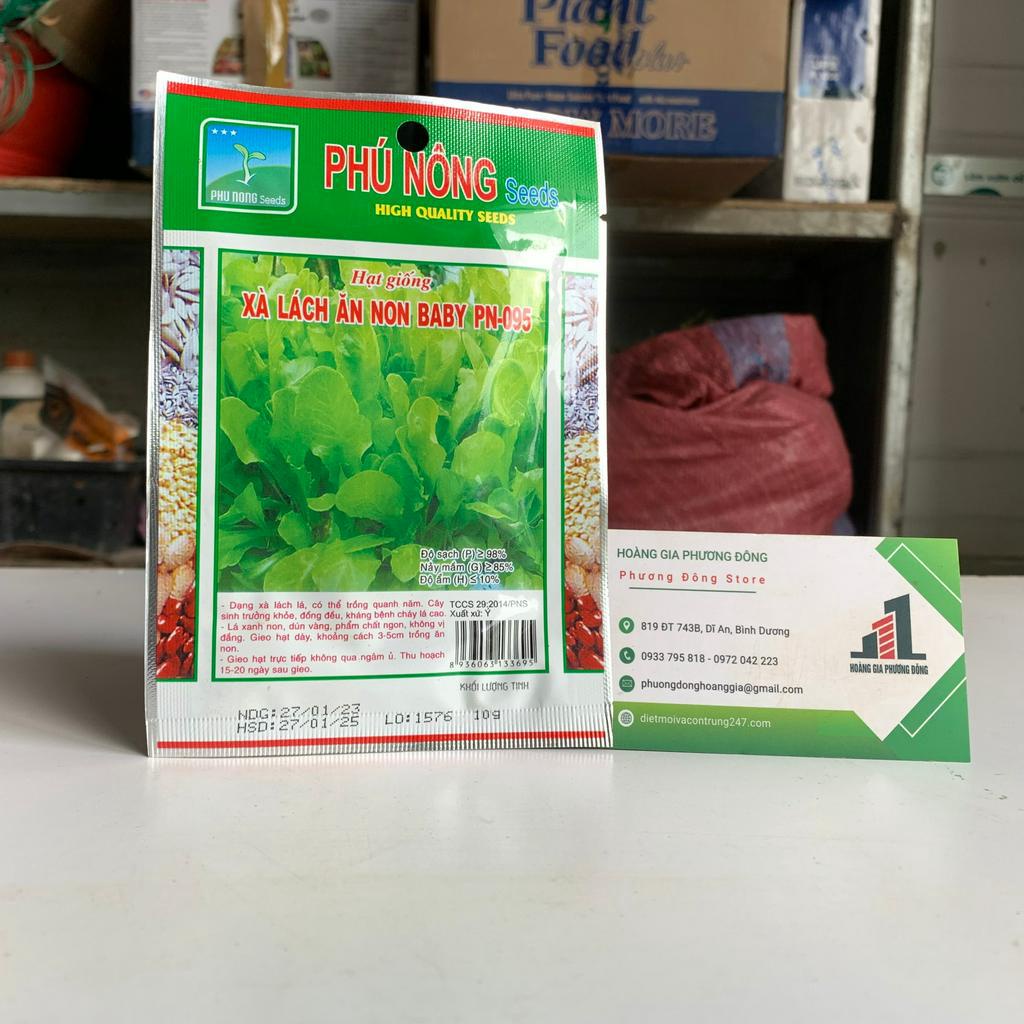 Plant
Food plus
MORE
PHU NONG Seeds
PHÚ NÔNG Seeds
HIGH QUALITY SEEDS
Hạt giống
XÀ LÁCH ĂN NON BABY PN-095
Độ sạch (P) ≥ 98%
Nảy mầm (G) ≥ 85%
Độ ẩm (H) ≤ 10%
- Dạng xà lách lá, có thể trồng quanh năm. Cây
sinh trưởng khỏe, đồng đều, kháng bệnh cháy lá cao.
- Lá xanh non, dún vàng, phẩm chất ngon, không vị
đắng. Gieo hạt dày, khoảng cách 3-5cm trồng ăn
non.
- Gieo hạt trực tiếp không qua ngâm ủ. Thu hoạch
15-20 ngày sau gieo.
TCCS 29:2014/PNS
Xuất xứ: Ý
8936063133695
KHỐI LƯỢNG TỊNH
NDG:27/01/23
HSD:27/01/25
LO:1576 10g
HOÀNG GIA PHƯƠNG ĐÔNG
Phương Đông Store
819 ĐT 743B, Dĩ An, Bình Dương
0933 795 818 - 0972 042 223
phuongdonghoanggia@gmail.com
dietmoivacontrung247.com
HOÀNG GIA PHƯƠNG ĐÔNG